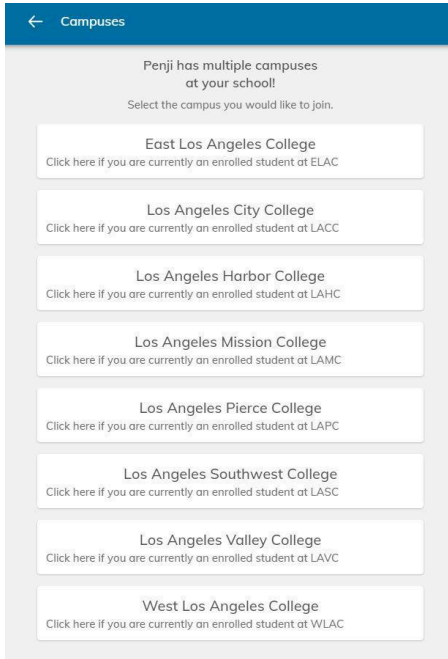 Campuses
Penji has multiple campuses
at your school!
Select the campus you would like to join.
East Los Angeles College
Click here if you are currently an enrolled student at ELAC
Los Angeles City College
Click here if you are currently an enrolled student at LACC
Los Angeles Harbor College
Click here if you are currently an enrolled student at LAHC
Los Angeles Mission College
Click here if you are currently an enrolled student at LAMC
Los Angeles Pierce College
Click here if you are currently an enrolled student at LAPC
Los Angeles Southwest College
Click here if you are currently an enrolled student at LASC
Los Angeles Valley College
Click here if you are currently an enrolled student at LAVC
West Los Angeles College
Click here if you are currently an enrolled student at WLAC